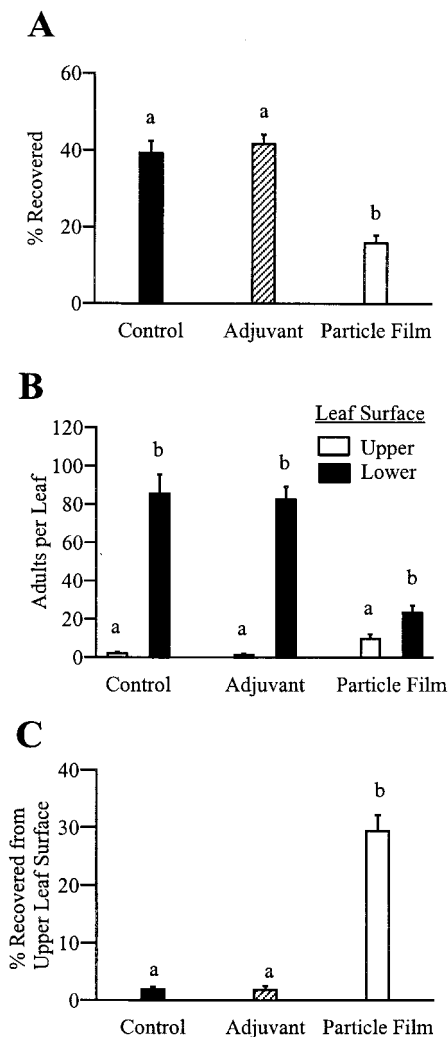 A
% Recovered
60
40
20
0
a
a
b
Control
Adjuvant
Particle Film
B
Leaf Surface
Upper
Lower
Adults per Leaf
120
100
80
60
40
20
0
a
b
a
b
a
b
Control
Adjuvant
Particle Film
C
% Recovered from
Upper Leaf Surface
40
30
20
10
0
a
a
b
Control
Adjuvant
Particle Film